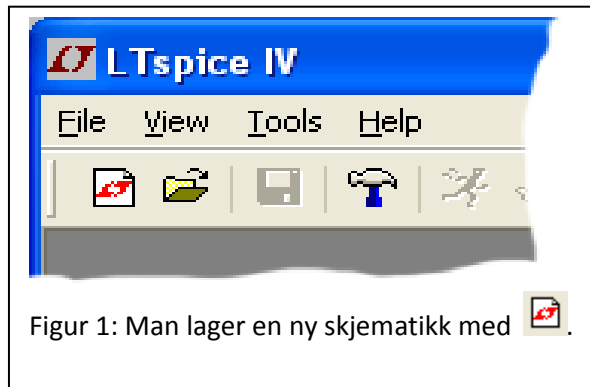 LTspice IV
File View Tools Help
Figur 1: Man lager en ny skjematikk med .